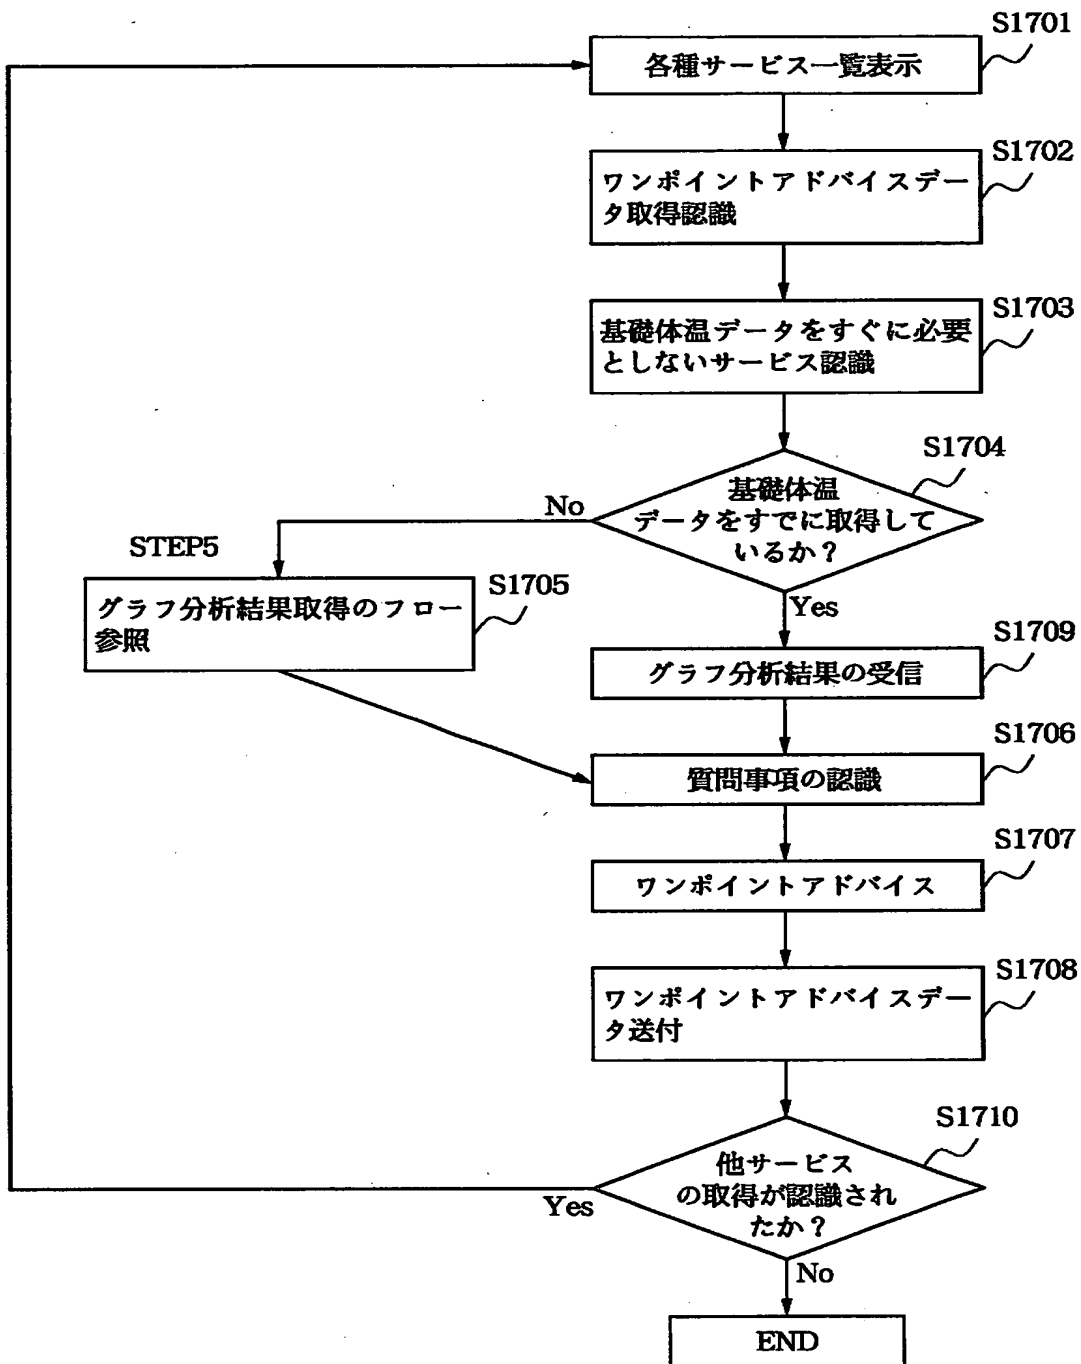 S1701
各種サービス一覧表示
S1702
ワンポイントアドバイスデー
タ取得認識
S1703
基礎体温データをすぐに必要
としないサービス認識
S1704
基礎体温
データをすでに取得して
いるか？
No
Yes
STEP5
S1705
グラフ分析結果取得のフロー
参照
S1709
グラフ分析結果の受信
S1706
質問事項の認識
S1707
ワンポイントアドバイス
S1708
ワンポイントアドバイスデー
タ送付
S1710
他サービス
の取得が認識され
たか？
Yes
No
END